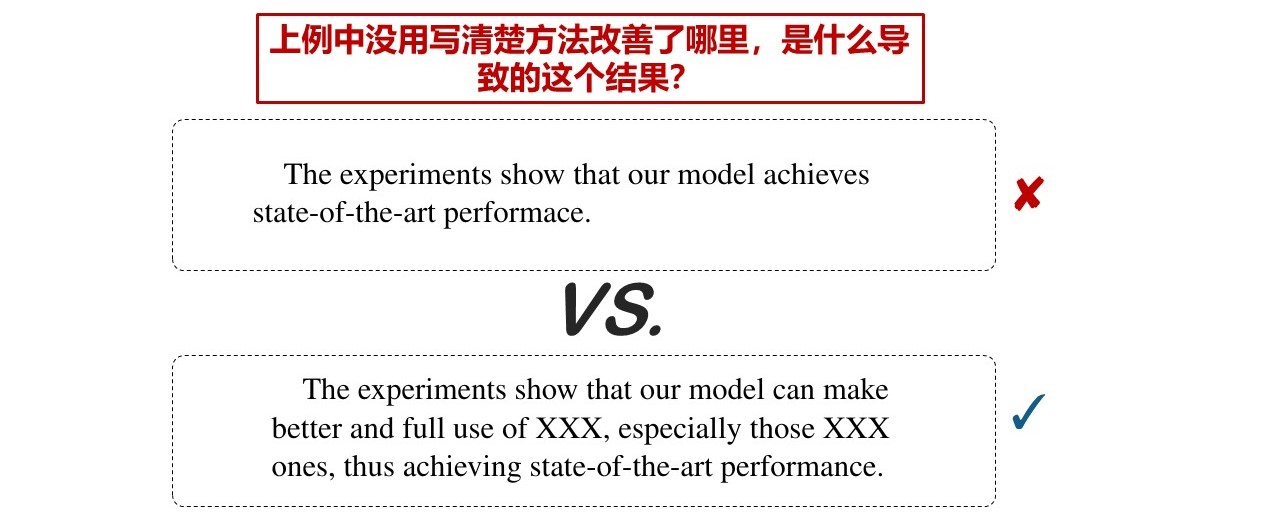 上例中没用写清楚方法改善了哪里，是什么导
致的这个结果？
The experiments show that our model achieves
state-of-the-art performace.
✘
VS.
The experiments show that our model can make
better and full use of XXX, especially those XXX
ones, thus achieving state-of-the-art performance.
✓